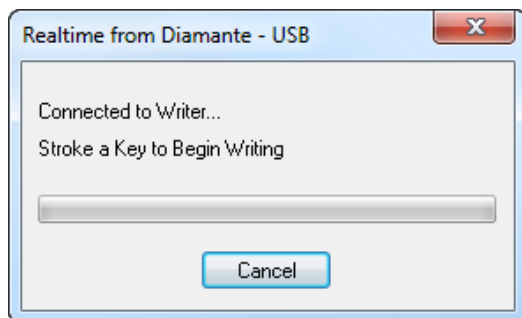 Realtime from Diamante - USB
Connected to Writer...
Stroke a Key to Begin Writing
Cancel